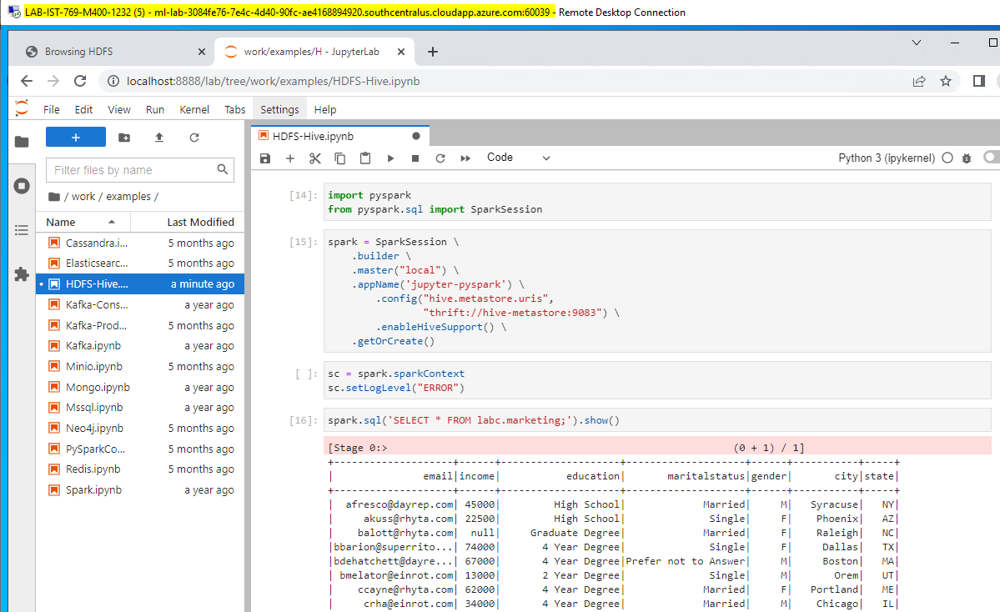 LAB-IST-769-M400-1232 (5) - ml-lab-3084fe76-7e4c-4d40-90fc-ae4168894920.southcentralus.cloudapp.azure.com:60039 - Remote Desktop Connection
Browsing HDFS
work/examples/H - JupyterLab
localhost:8888/lab/tree/work/examples/HDFS-Hive.ipynb
File Edit View Run Kernel Tabs Settings Help
Filter files by name
/ work / examples /
Name Last Modified
Cassandra.i... 5 months ago
Elasticsearc... 5 months ago
HDFS-Hive.... a minute ago
Kafka-Cons... a year ago
Kafka-Prod... 5 months ago
Kafka.ipynb a year ago
Minio.ipynb 5 months ago
Mongo.ipynb a year ago
Mssql.ipynb a year ago
Neo4j.ipynb 5 months ago
PySparkCo... 5 months ago
Redis.ipynb 5 months ago
Spark.ipynb a year ago
HDFS-Hive.ipynb
Code
Python 3 (ipykernel)
[14]: import pyspark
from pyspark.sql import SparkSession
[15]: spark = SparkSession \
.builder \
.master("local") \
.appName('jupyter-pyspark') \
.config("hive.metastore.uris",
"thrift://hive-metastore:9083") \
.enableHiveSupport() \
.getOrCreate()
[ ]: sc = spark.sparkContext
sc.setLogLevel("ERROR")
[16]: spark.sql('SELECT * FROM labc.marketing;').show()
[Stage 0:> (0 + 1) / 1]
+--------------------+------+--------------------+--------------------+------+-----------+-----+
| email|income| education| maritalstatus|gender| city|state|
+--------------------+------+--------------------+--------------------+------+-----------+-----+
| afresco@dayrep.com| 45000| High School| Married| M| Syracuse| NY|
| akuss@rhyta.com| 22500| High School| Single| F| Phoenix| AZ|
| balott@rhyta.com| null| Graduate Degree| Married| F| Raleigh| NC|
|bbarion@superrito...| 74000| 4 Year Degree| Single| F| Dallas| TX|
|bdehatchett@dayre...| 67000| 4 Year Degree|Prefer not to Answer| M| Boston| MA|
| bmelator@einrot.com| 13000| 2 Year Degree| Single| M| Orem| UT|
| ccayne@rhyta.com| 62000| 4 Year Degree| Married| F| Portland| ME|
| crha@einrot.com| 34000| 4 Year Degree| Married| M| Chicago| IL|